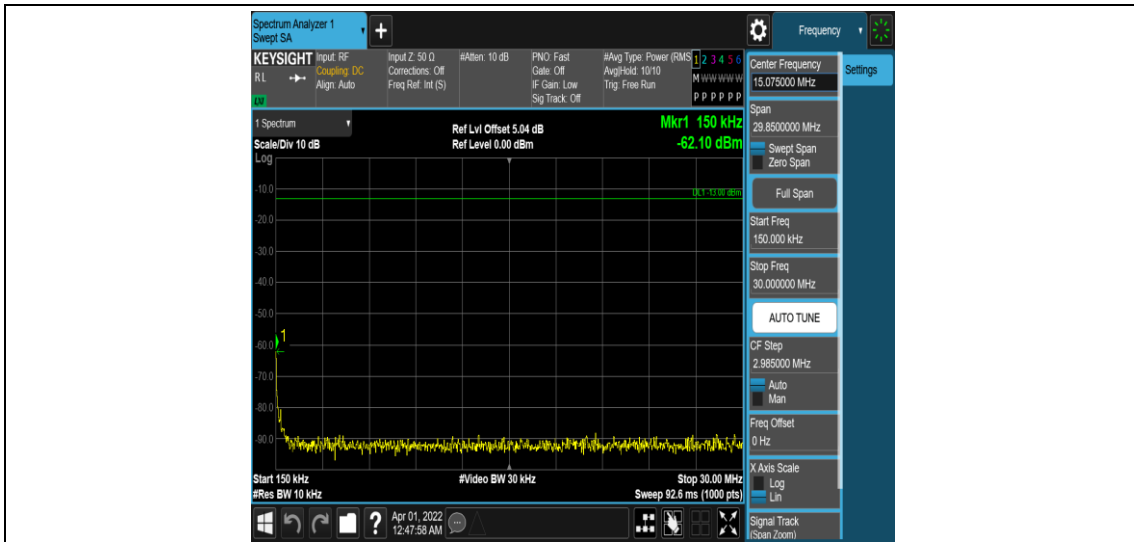 Spectrum Analyzer 1
Swept SA
+
Frequency
KEYSIGHT
RL
LXI
Input: RF
Coupling: DC
Align: Auto
Input Z: 50 Ω
Corrections: Off
Freq Ref: Int (S)
#Atten: 10 dB
PNO: Fast
Gate: Off
IF Gain: Low
Sig Track: Off
#Avg Type: Power (RMS
Avg|Hold: 10/10
Trig: Free Run
1 2 3 4 5 6
M W W W W W
P P P P P P
Center Frequency
15.075000 MHz
Settings
Span
29.8500000 MHz
Swept Span
Zero Span
Full Span
Start Freq
150.000 kHz
Stop Freq
30.000000 MHz
AUTO TUNE
CF Step
2.985000 MHz
Auto
Man
Freq Offset
0 Hz
X Axis Scale
Log
Lin
Signal Track
(Span Zoom)
1 Spectrum
Scale/Div 10 dB
Log
Ref Lvl Offset 5.04 dB
Ref Level 0.00 dBm
Mkr1 150 kHz
-62.10 dBm
DL1 -13.00 dBm
-10.0
-20.0
-30.0
-40.0
-50.0
-60.0
-70.0
-80.0
-90.0
1
Start 150 kHz
#Res BW 10 kHz
#Video BW 30 kHz
Stop 30.00 MHz
Sweep 92.6 ms (1000 pts)
?
Apr 01, 2022
12:47:58 AM